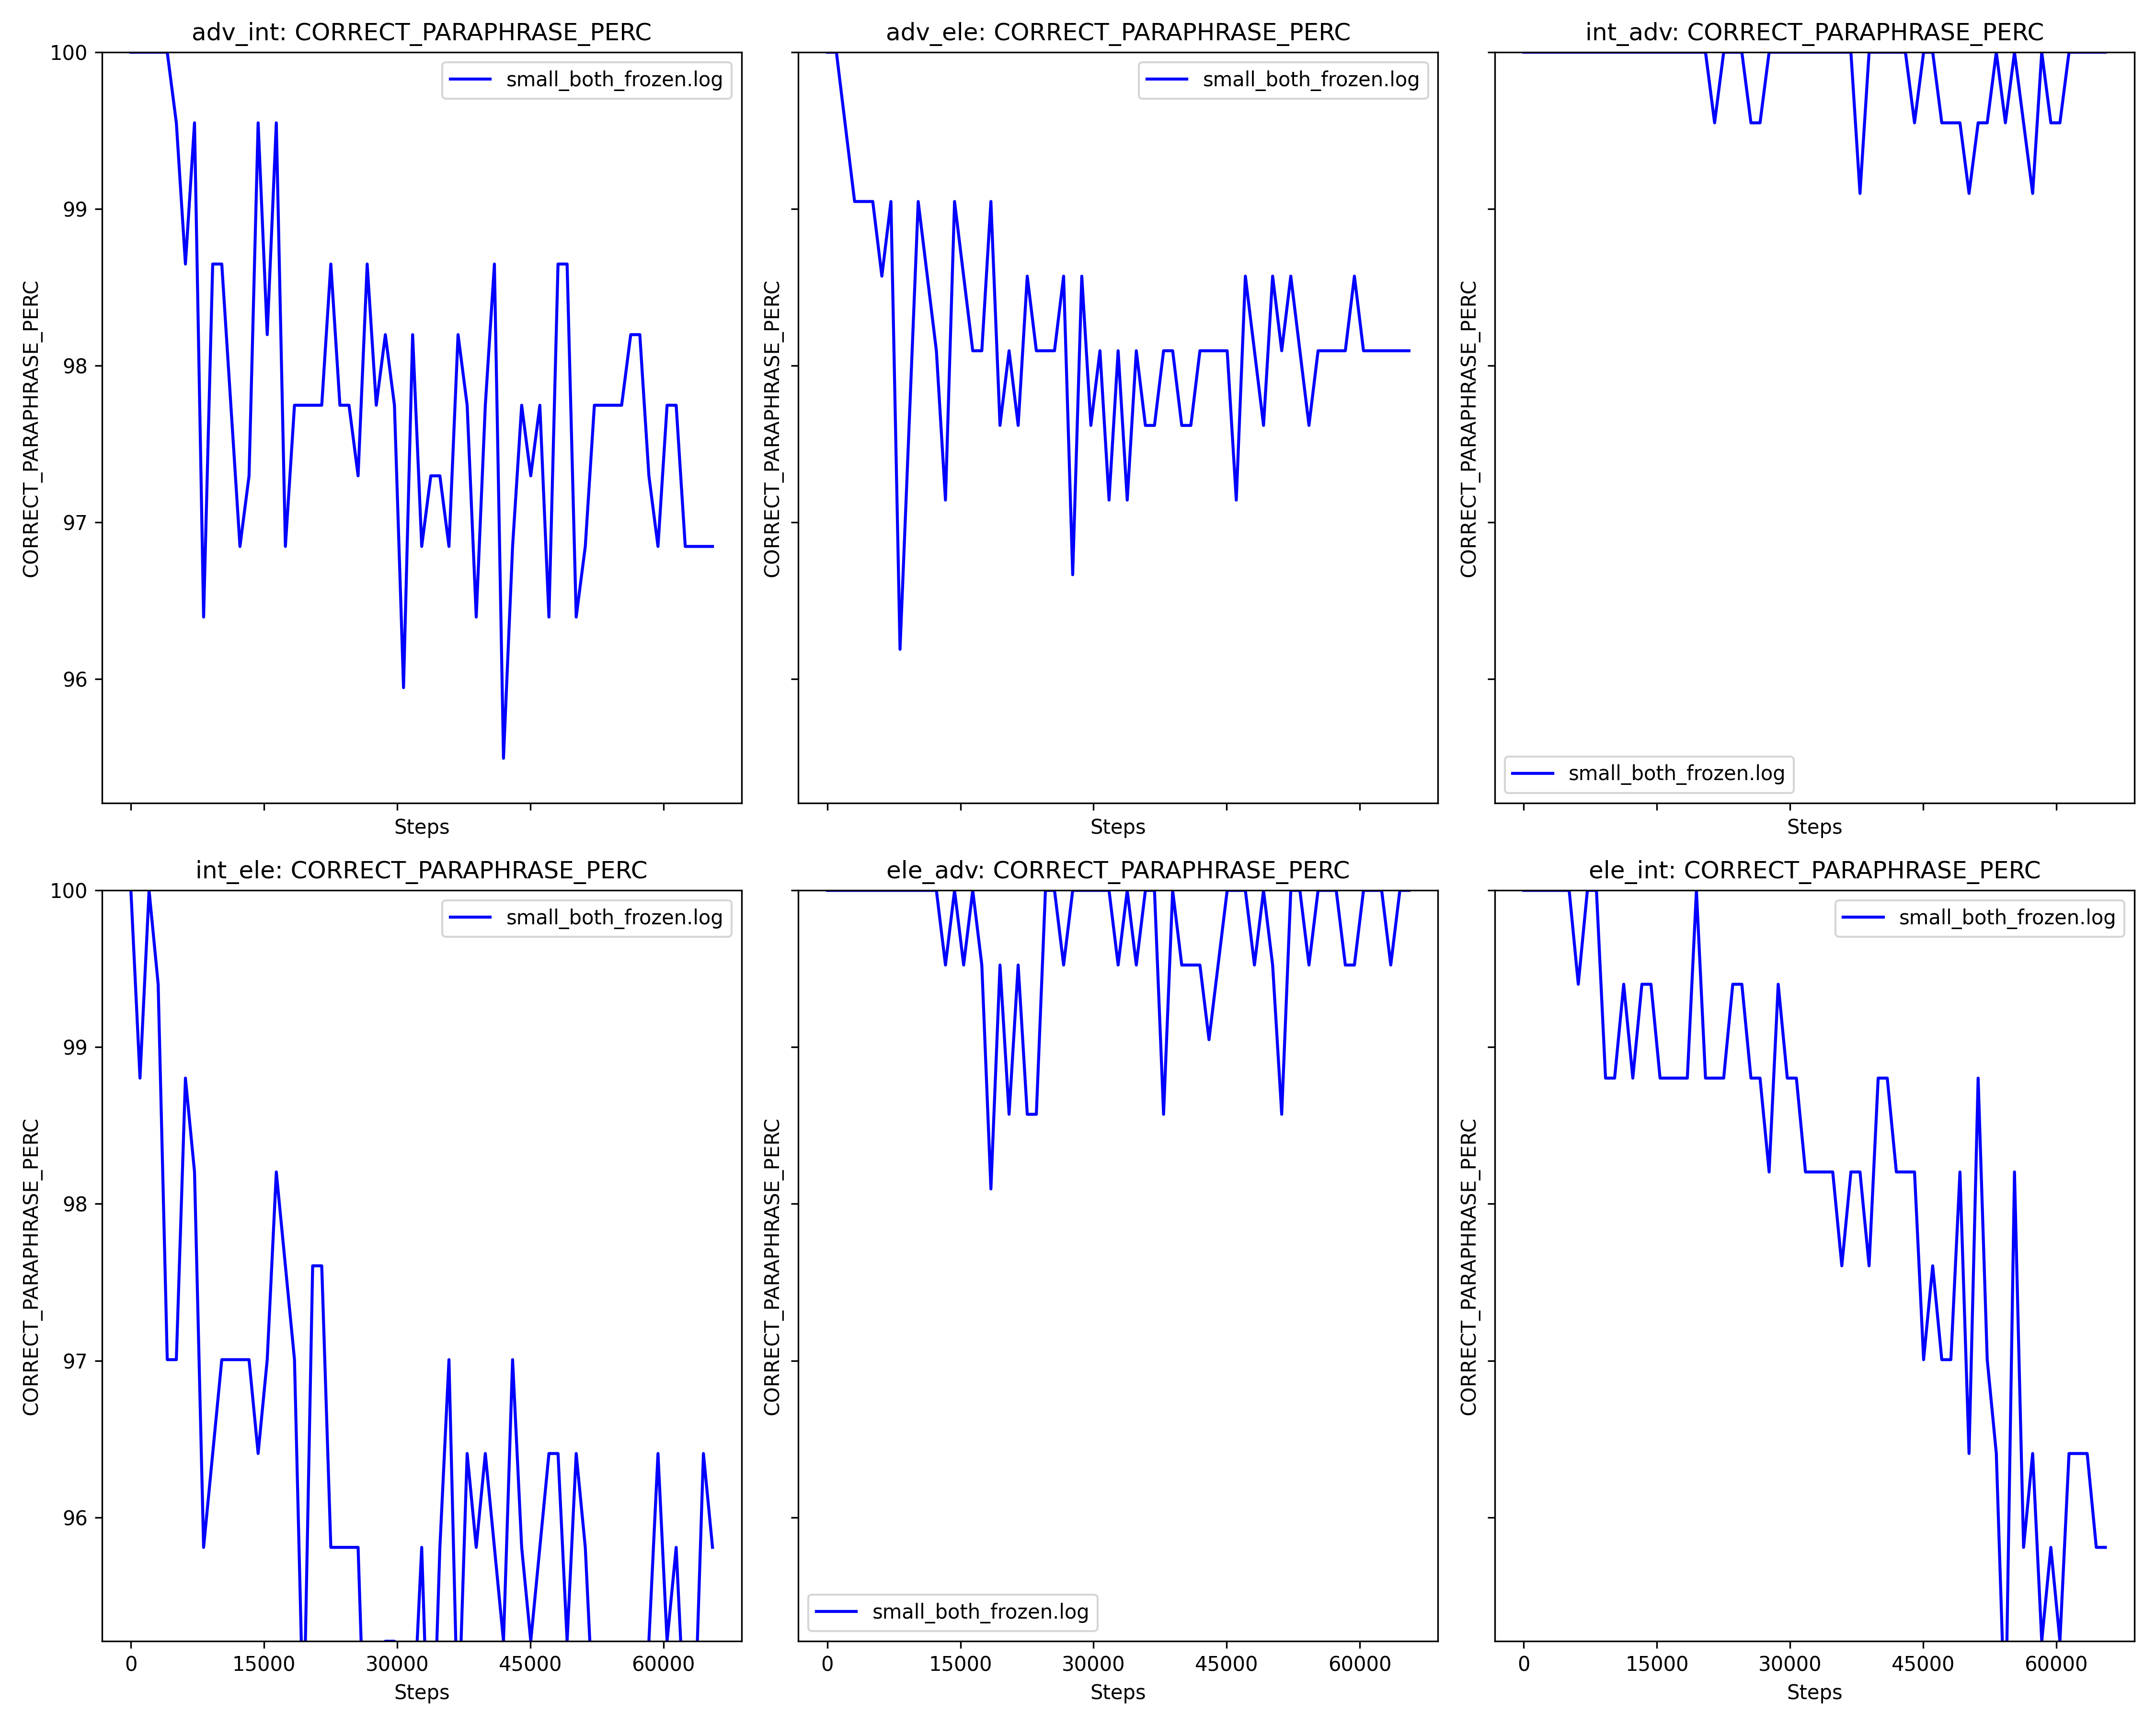 adv_int: CORRECT_PARAPHRASE_PERC
adv_ele: CORRECT_PARAPHRASE_PERC
int_adv: CORRECT_PARAPHRASE_PERC
CORRECT_PARAPHRASE_PERC
100
99
98
97
96
small_both_frozen.log
Steps
CORRECT_PARAPHRASE_PERC
small_both_frozen.log
Steps
CORRECT_PARAPHRASE_PERC
small_both_frozen.log
Steps
int_ele: CORRECT_PARAPHRASE_PERC
ele_adv: CORRECT_PARAPHRASE_PERC
ele_int: CORRECT_PARAPHRASE_PERC
CORRECT_PARAPHRASE_PERC
100
99
98
97
96
small_both_frozen.log
0 15000 30000 45000 60000
Steps
CORRECT_PARAPHRASE_PERC
small_both_frozen.log
0 15000 30000 45000 60000
Steps
CORRECT_PARAPHRASE_PERC
small_both_frozen.log
0 15000 30000 45000 60000
Steps